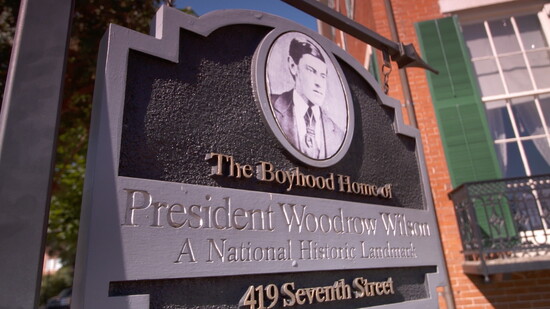 The Boyhood Home of
President Woodrow Wilson
A National Historic Landmark
419 Seventh Street